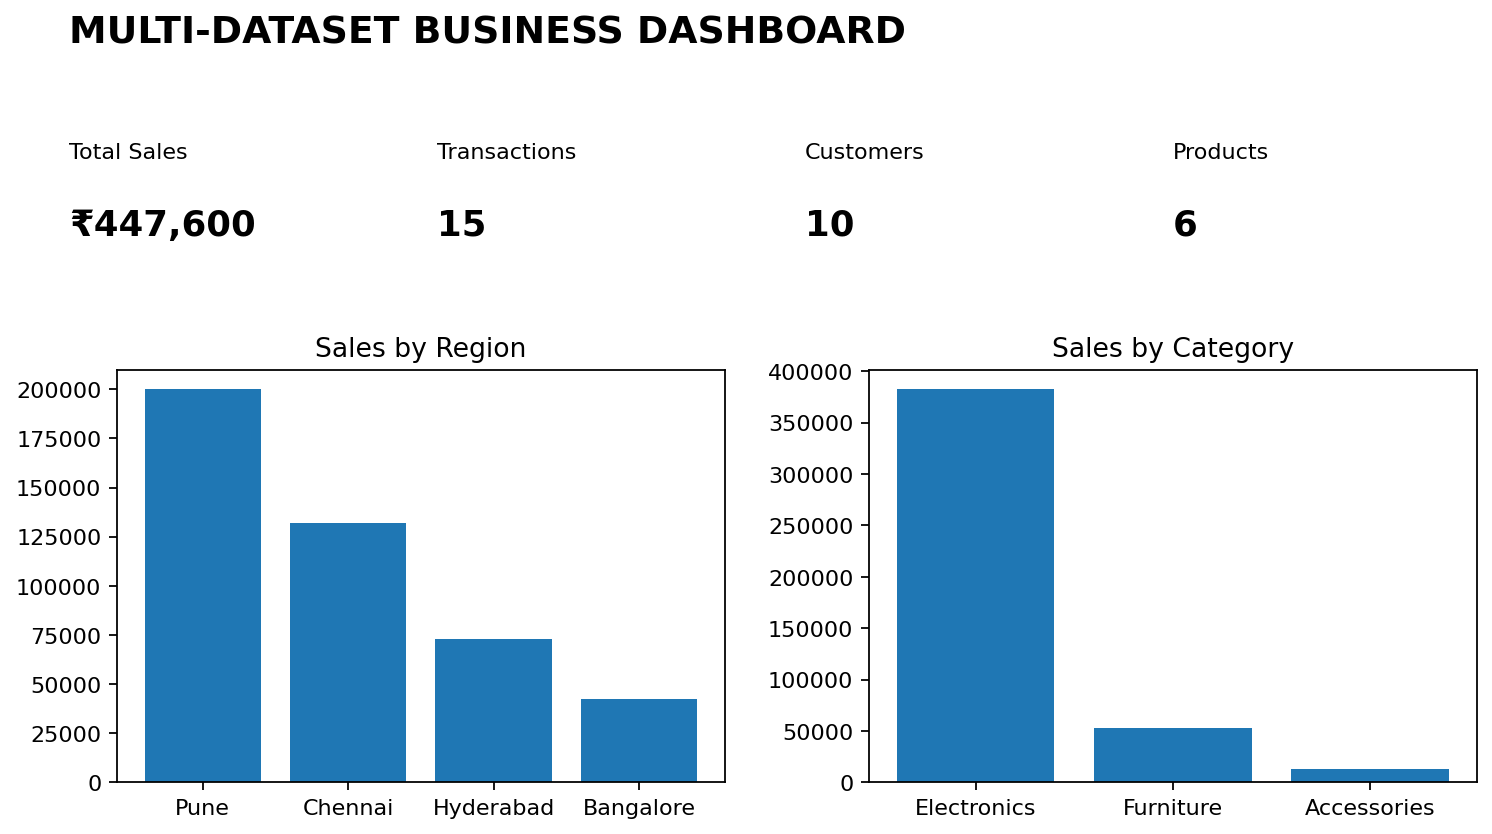 MULTI-DATASET BUSINESS DASHBOARD
Total Sales
Transactions
Customers
Products
₹447,600
15
10
6
Sales by Region
200000
175000
150000
125000
100000
75000
50000
25000
0
Pune
Chennai
Hyderabad
Bangalore
Sales by Category
400000
350000
300000
250000
200000
150000
100000
50000
0
Electronics
Furniture
Accessories